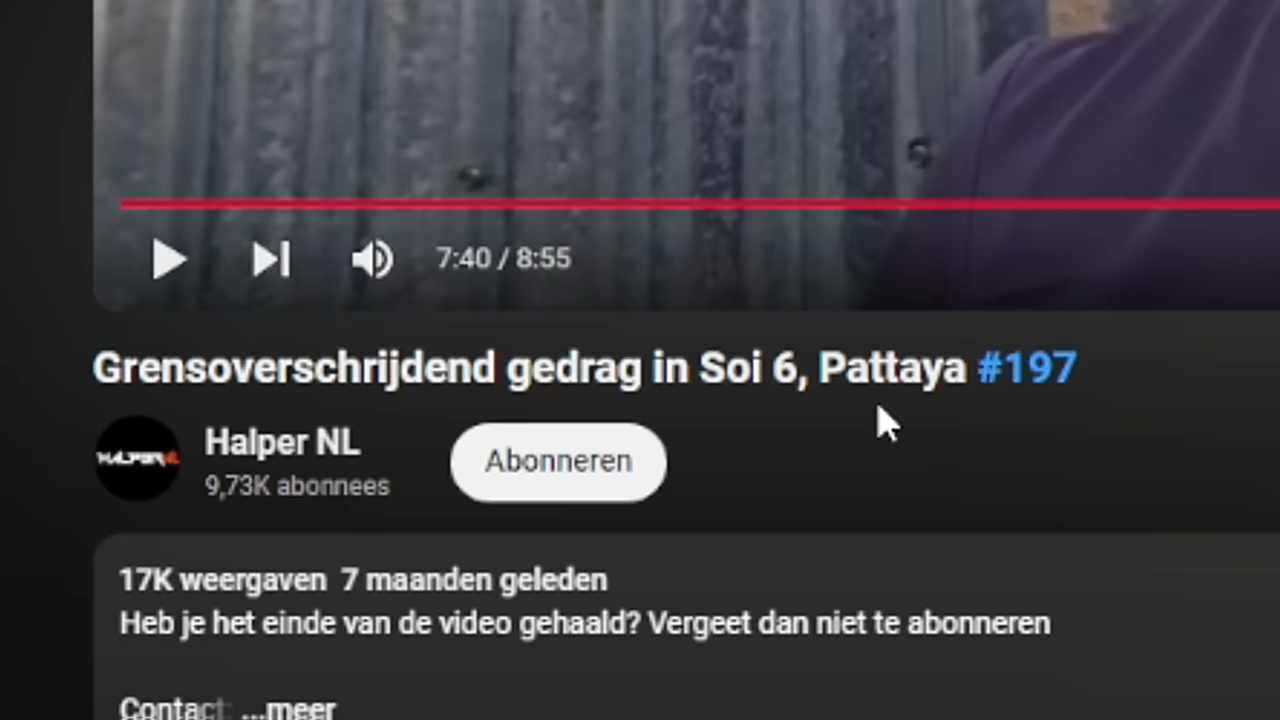 7:40 / 8:55
Grensoverschrijdend gedrag in Soi 6, Pattaya #197
HALPERNL
Halper NL
Abonneren
9,73K abonnees
17K weergaven 7 maanden geleden
Heb je het einde van de video gehaald? Vergeet dan niet te abonneren
Contact: ...meer